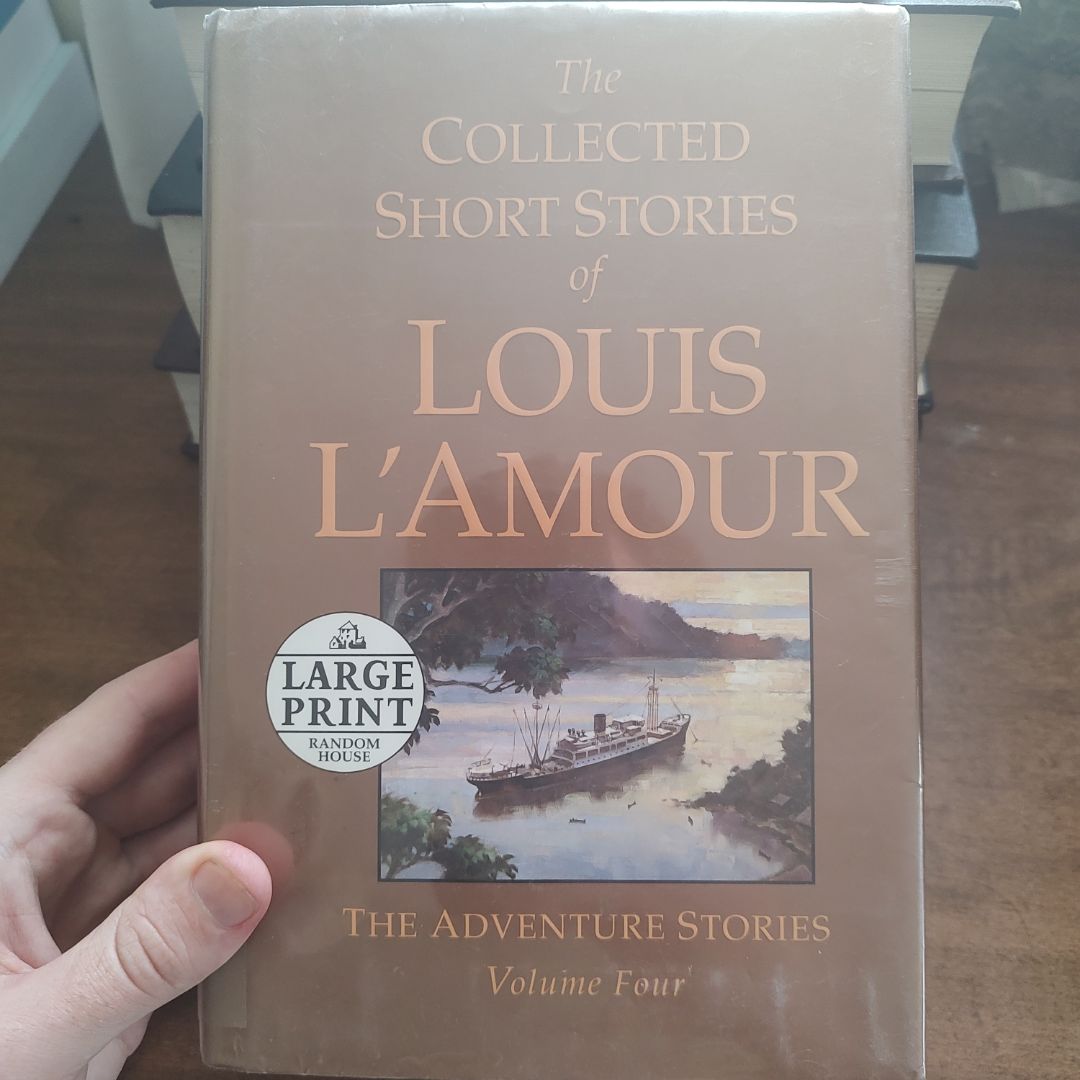 The
COLLECTED
SHORT STORIES
of
LOUIS
L'AMOUR
LARGE
PRINT
RANDOM
HOUSE
THE ADVENTURE STORIES
Volume Four